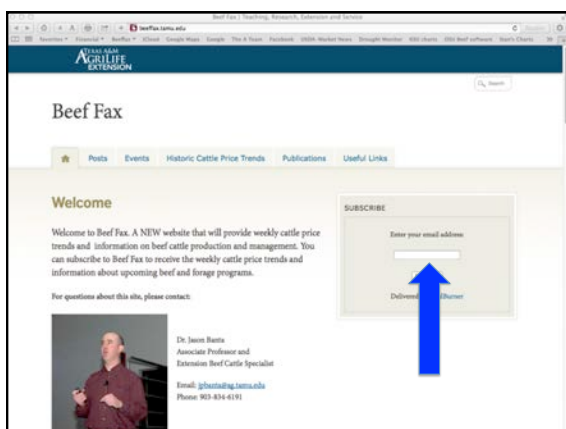 Beef Fax | Teaching, Research, Extension and Service
beeffax.tamu.edu
TEXAS A&M
AGRILIFE
EXTENSION
Search
Beef Fax
Posts Events Historic Cattle Price Trends Publications Useful Links
Welcome
Welcome to Beef Fax. A NEW website that will provide weekly cattle price
trends and information on beef cattle production and management. You
can subscribe to Beef Fax to receive the weekly cattle price trends and
information about upcoming beef and forage programs.
For questions about this site, please contact:
Dr. Jason Banta
Associate Professor and
Extension Beef Cattle Specialist
Email: jpbanta@ag.tamu.edu
Phone: 903-834-6191
SUBSCRIBE
Enter your email address:
Delivered